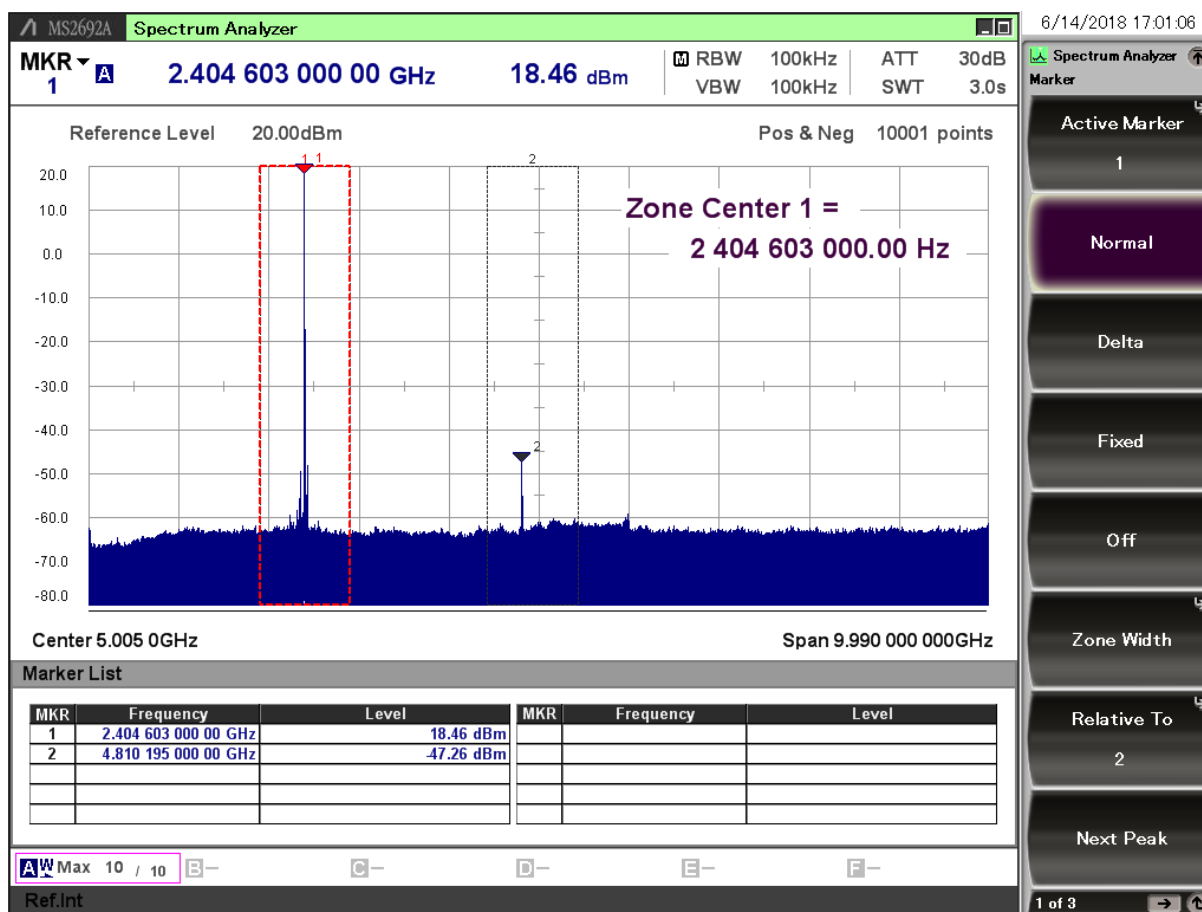 MS2692A Spectrum Analyzer
6/14/2018 17:01:06
MKR A 2.404 603 000 00 GHz 18.46 dBm
1
M RBW 100kHz ATT 30dB
VBW 100kHz SWT 3.0s
Reference Level 20.00dBm Pos & Neg 10001 points
1 1 2
20.0
10.0
0.0
-10.0
-20.0
-30.0
-40.0
-50.0
-60.0
-70.0
-80.0
Zone Center 1 =
2 404 603 000.00 Hz
2
Center 5.005 0GHz Span 9.990 000 000GHz
Marker List
MKR Frequency Level MKR Frequency Level
1 2.404 603 000 00 GHz 18.46 dBm
2 4.810 195 000 00 GHz -47.26 dBm
A W Max 10 / 10 B C D E F
Ref.Int
Spectrum Analyzer
Marker
Active Marker
1
Normal
Delta
Fixed
Off
Zone Width
Relative To
2
Next Peak
1 of 3